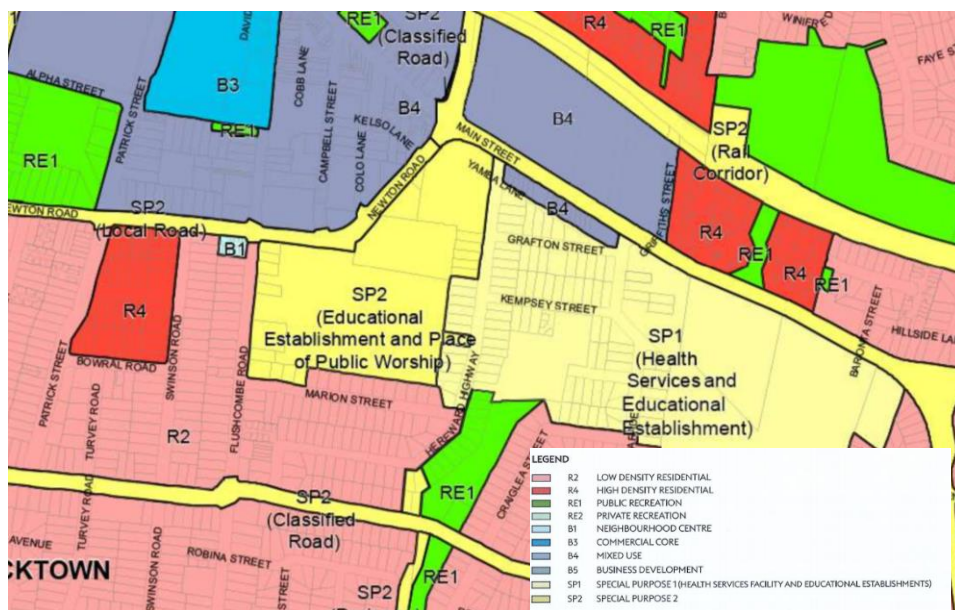 RE1
SP2
(Classified
Road)
R4
RE1
WINIFRED
FAYE ST
DAVID
ALPHA STREET
B3
COBB LANE
CAMPBELL STREET
COLO LANE
KELSO LANE
B4
B4
RE1
PATRICK STREET
RE1
MAIN STREET
NEWTON ROAD
YAMBA LANE
SP2
(Rail
Corridor)
EWTON ROAD
SP2
(Local Road)
B1
B4
GRAFTON STREET
GRIFFITHS STREET
R4
RE1
R4
RE1
R4
SP2
(Educational
Establishment and Place
of Public Worship)
KEMPSEY STREET
SP1
(Health
Services and
Educational
Establishment)
BARONTA STREET
HILLSIDE LA
PATRICK STREET
BOWRAL ROAD
SWINSON ROAD
FLUSHCOMBE ROAD
TURVEY ROAD
MARION STREET
HEREWARD HIGHWAY
R2
RE1
CRAIGLEA STREET
TURVEY ROAD
SP2
(Classified
Road)
AVENUE
ROBINA STREET
SWINSON ROAD
CKTOWN
SP2
RE1
LEGEND
R2 LOW DENSITY RESIDENTIAL
R4 HIGH DENSITY RESIDENTIAL
RE1 PUBLIC RECREATION
RE2 PRIVATE RECREATION
B1 NEIGHBOURHOOD CENTRE
B3 COMMERCIAL CORE
B4 MIXED USE
B5 BUSINESS DEVELOPMENT
SP1 SPECIAL PURPOSE 1(HEALTH SERVICES FACILITY AND EDUCATIONAL ESTABLISHMENTS)
SP2 SPECIAL PURPOSE 2